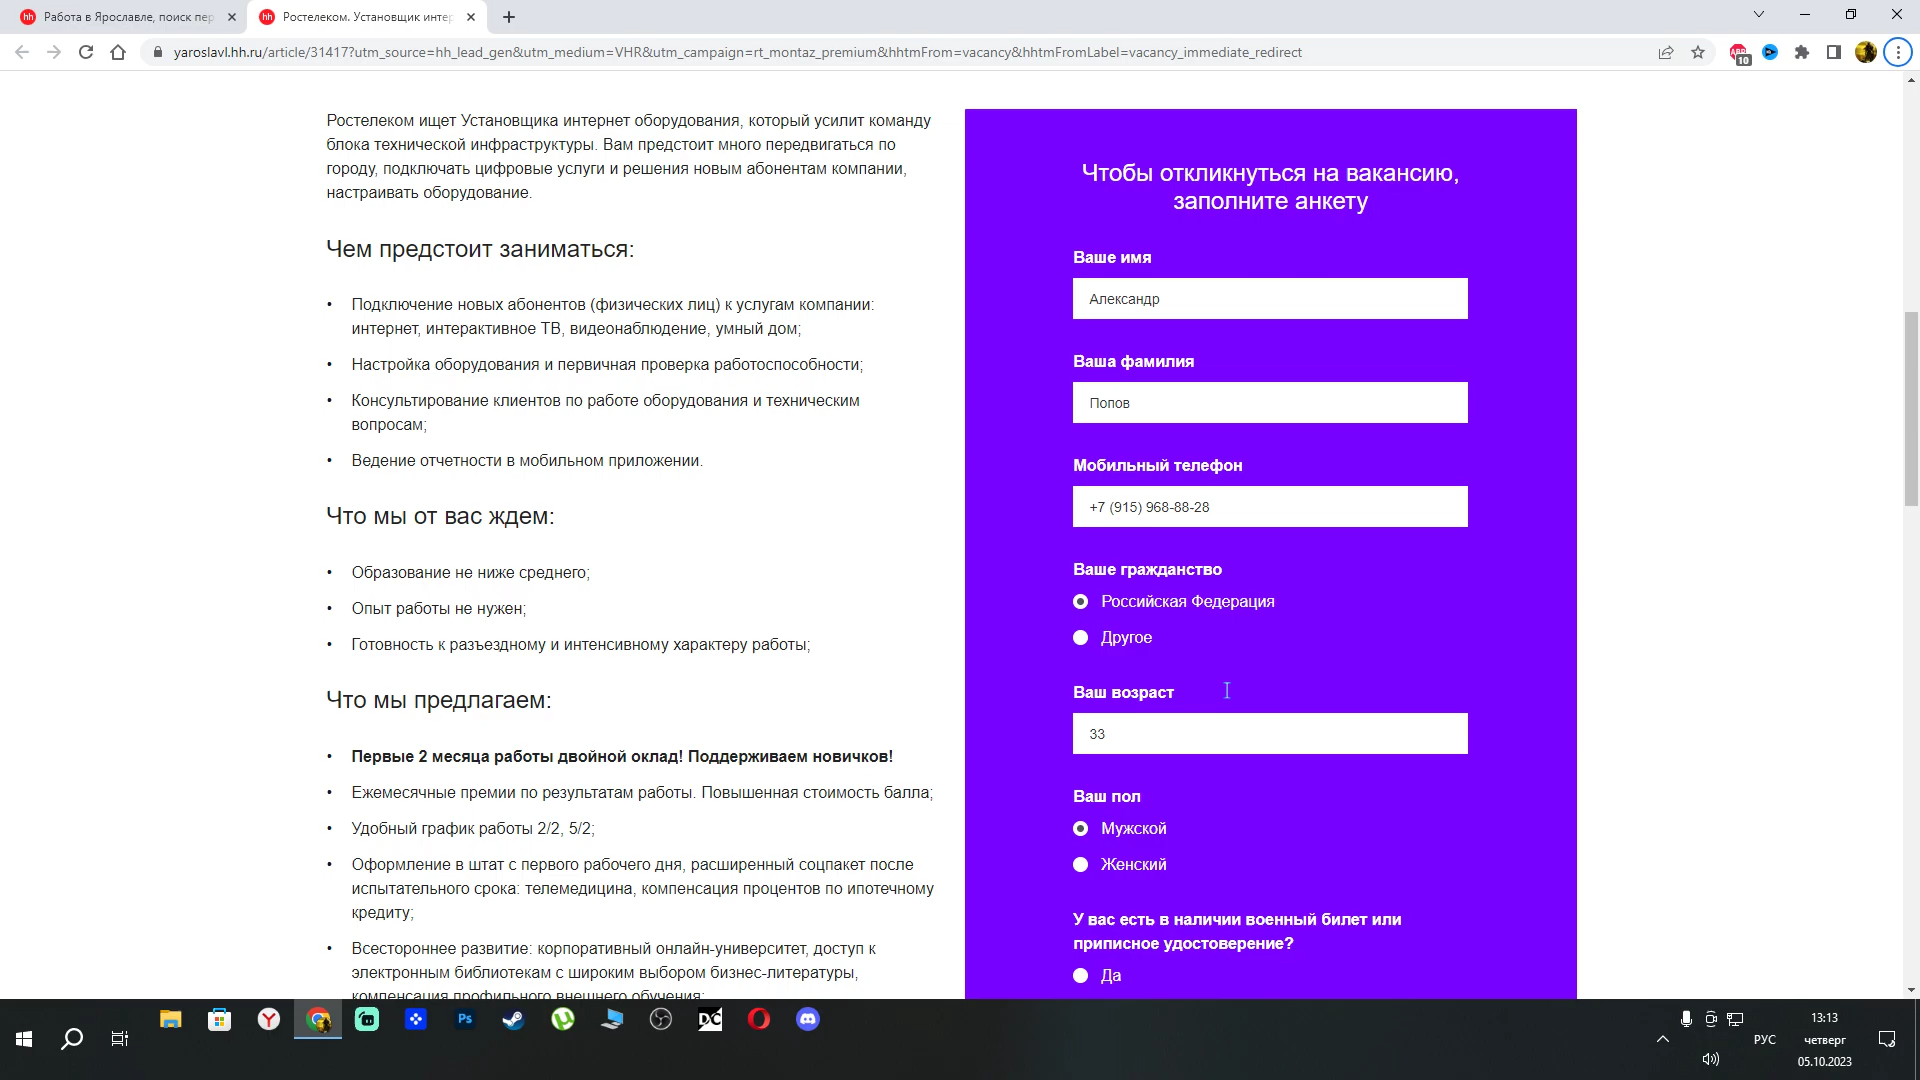 Работа в Ярославле, поиск пер
Ростелеком. Установщик интер
yaroslavl.hh.ru/article/31417?utm_source=hh_lead_gen&utm_medium=VHR&utm_campaign=rt_montaz_premium&hhtmFrom=vacancy&hhtmFromLabel=vacancy_immediate_redirect
10
Ростелеком ищет Установщика интернет оборудования, который усилит команду
блока технической инфраструктуры. Вам предстоит много передвигаться по
городу, подключать цифровые услуги и решения новым абонентам компании,
настраивать оборудование.
Чем предстоит заниматься:
• Подключение новых абонентов (физических лиц) к услугам компании:
интернет, интерактивное ТВ, видеонаблюдение, умный дом;
• Настройка оборудования и первичная проверка работоспособности;
• Консультирование клиентов по работе оборудования и техническим
вопросам;
• Ведение отчетности в мобильном приложении.
Что мы от вас ждем:
• Образование не ниже среднего;
• Опыт работы не нужен;
• Готовность к разъездному и интенсивному характеру работы;
Что мы предлагаем:
• Первые 2 месяца работы двойной оклад! Поддерживаем новичков!
• Ежемесячные премии по результатам работы. Повышенная стоимость балла;
• Удобный график работы 2/2, 5/2;
• Оформление в штат с первого рабочего дня, расширенный соцпакет после
испытательного срока: телемедицина, компенсация процентов по ипотечному
кредиту;
• Всестороннее развитие: корпоративный онлайн-университет, доступ к
электронным библиотекам с широким выбором бизнес-литературы,
компенсация профильного внешнего обучения;
Чтобы откликнуться на вакансию,
заполните анкету
Ваше имя
Александр
Ваша фамилия
Попов
Мобильный телефон
+7 (915) 968-88-28
Ваше гражданство
Российская Федерация
Другое
Ваш возраст
33
Ваш пол
Мужской
Женский
У вас есть в наличии военный билет или
приписное удостоверение?
Да
Ps
DC
РУС
13:13
четверг
05.10.2023